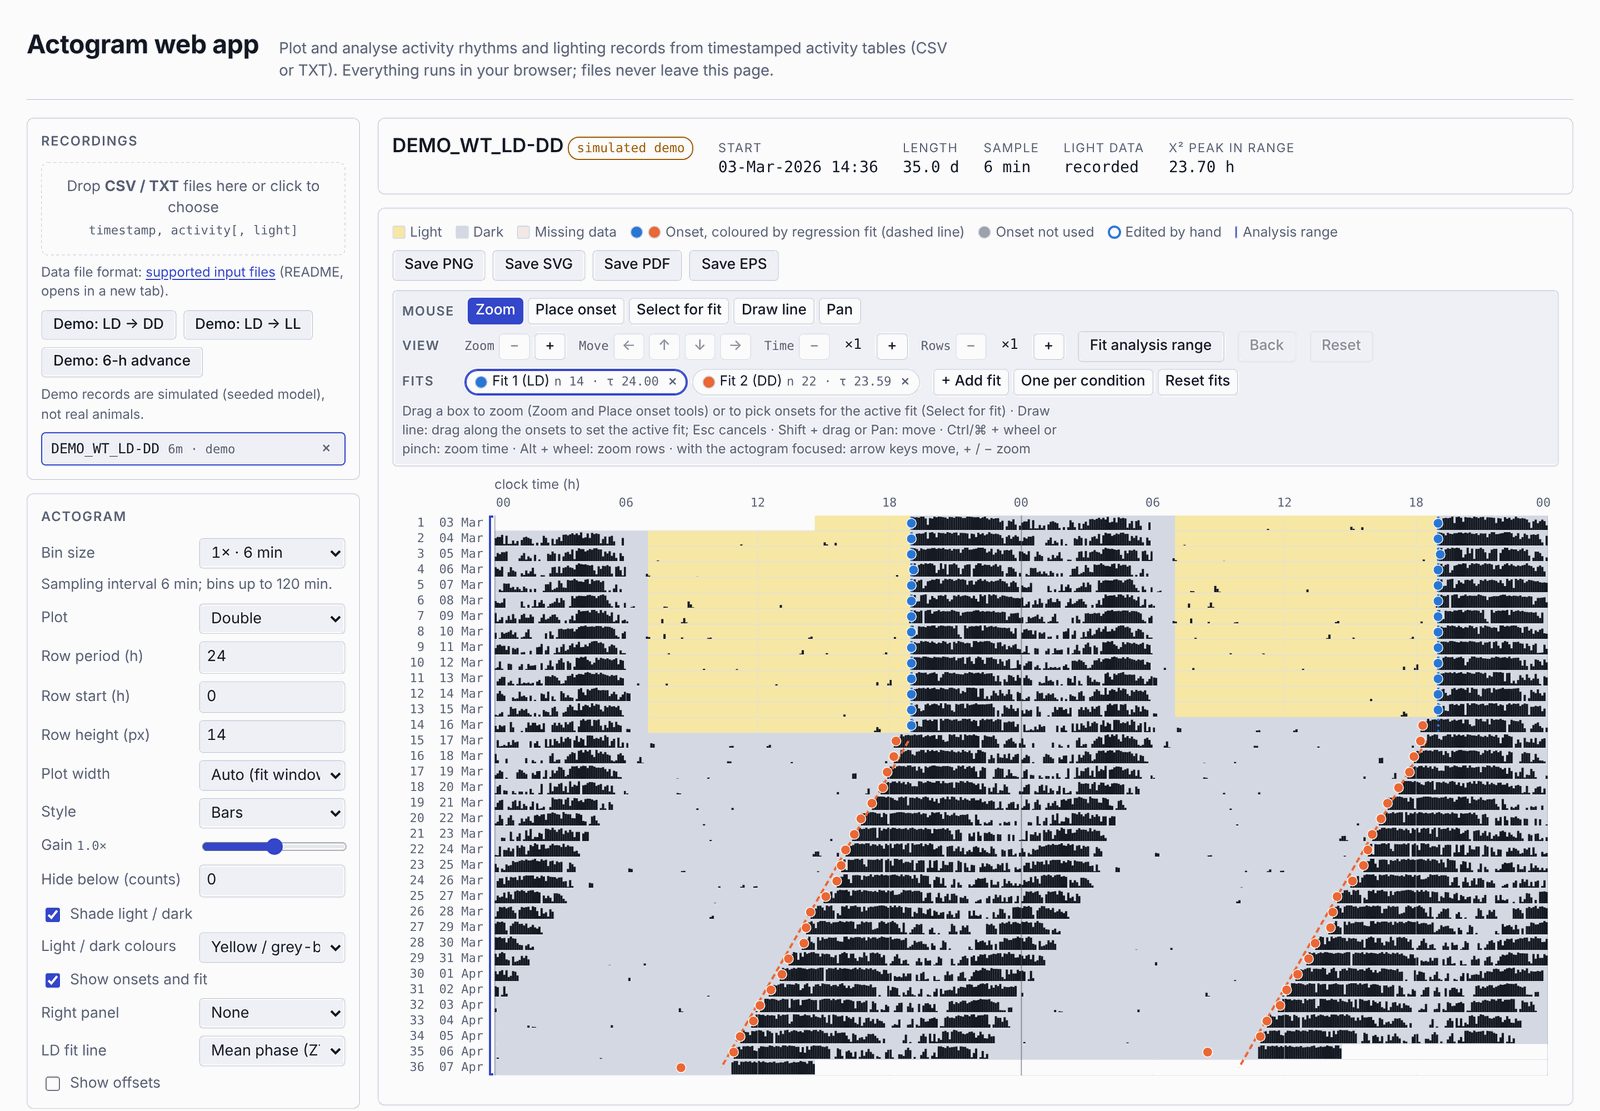 Actogram web app
Plot and analyse activity rhythms and lighting records from timestamped activity tables (CSV
or TXT). Everything runs in your browser; files never leave this page.
RECORDINGS
Drop CSV / TXT files here or click to
choose
timestamp, activity[, light]
Data file format: supported input files (README,
opens in a new tab).
Demo: LD → DD
Demo: LD → LL
Demo: 6-h advance
Demo records are simulated (seeded model),
not real animals.
DEMO_WT_LD-DD 6m · demo ×
ACTOGRAM
Bin size 1× · 6 min
Sampling interval 6 min; bins up to 120 min.
Plot Double
Row period (h) 24
Row start (h) 0
Row height (px) 14
Plot width Auto (fit window
Style Bars
Gain 1.0×
Hide below (counts) 0
Shade light / dark
Light / dark colours Yellow / grey-b
Show onsets and fit
Right panel None
LD fit line Mean phase (ZT
Show offsets
DEMO_WT_LD-DD simulated demo
START
03-Mar-2026 14:36
LENGTH
35.0 d
SAMPLE
6 min
LIGHT DATA
recorded
X² PEAK IN RANGE
23.70 h
Light Dark Missing data Onset, coloured by regression fit (dashed line) Onset not used Edited by hand Analysis range
Save PNG Save SVG Save PDF Save EPS
MOUSE Zoom Place onset Select for fit Draw line Pan
VIEW Zoom − + Move ← ↑ ↓ → Time − ×1 + Rows − ×1 + Fit analysis range Back Reset
FITS Fit 1 (LD) n 14 · τ 24.00 × Fit 2 (DD) n 22 · τ 23.59 × + Add fit One per condition Reset fits
Drag a box to zoom (Zoom and Place onset tools) or to pick onsets for the active fit (Select for fit) · Draw
line: drag along the onsets to set the active fit; Esc cancels · Shift + drag or Pan: move · Ctrl/⌘ + wheel or
pinch: zoom time · Alt + wheel: zoom rows · with the actogram focused: arrow keys move, + / − zoom
clock time (h)
00 06 12 18 00 06 12 18 00
1 03 Mar
2 04 Mar
3 05 Mar
4 06 Mar
5 07 Mar
6 08 Mar
7 09 Mar
8 10 Mar
9 11 Mar
10 12 Mar
11 13 Mar
12 14 Mar
13 15 Mar
14 16 Mar
15 17 Mar
16 18 Mar
17 19 Mar
18 20 Mar
19 21 Mar
20 22 Mar
21 23 Mar
22 24 Mar
23 25 Mar
24 26 Mar
25 27 Mar
26 28 Mar
27 29 Mar
28 30 Mar
29 31 Mar
30 01 Apr
31 02 Apr
32 03 Apr
33 04 Apr
34 05 Apr
35 06 Apr
36 07 Apr